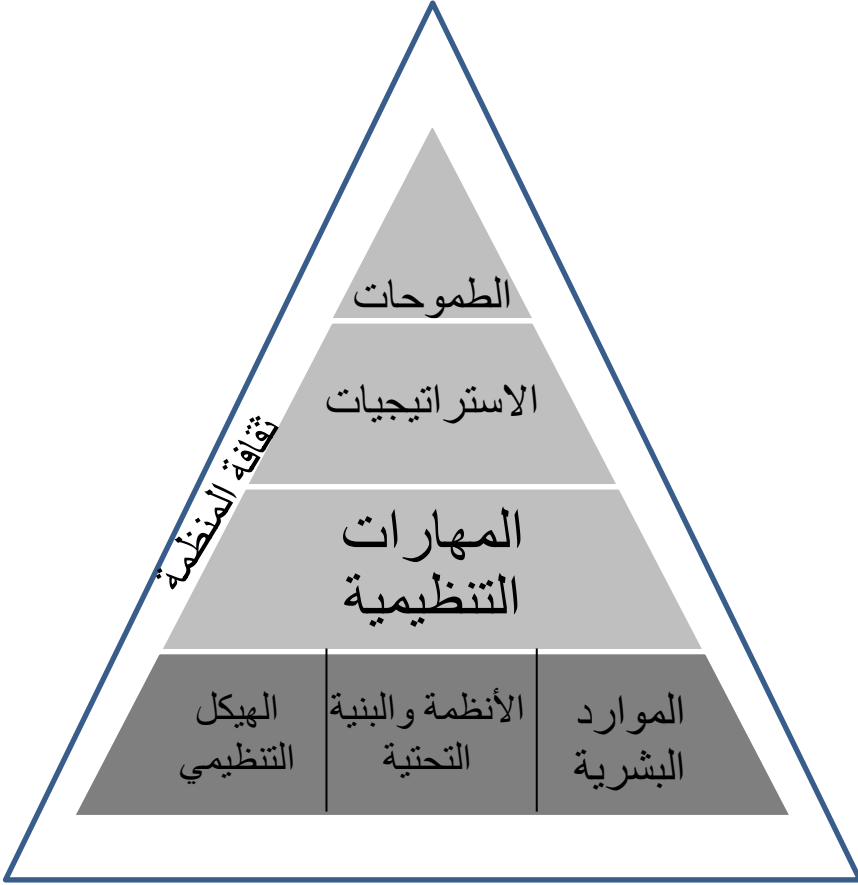 الطموحات
الاستراتيجيات
ثقافة المنظمة
المهارات
التنظيمية
الموارد
البشرية
الأنظمة والبنية
التحتية
الهيكل
التنظيمي